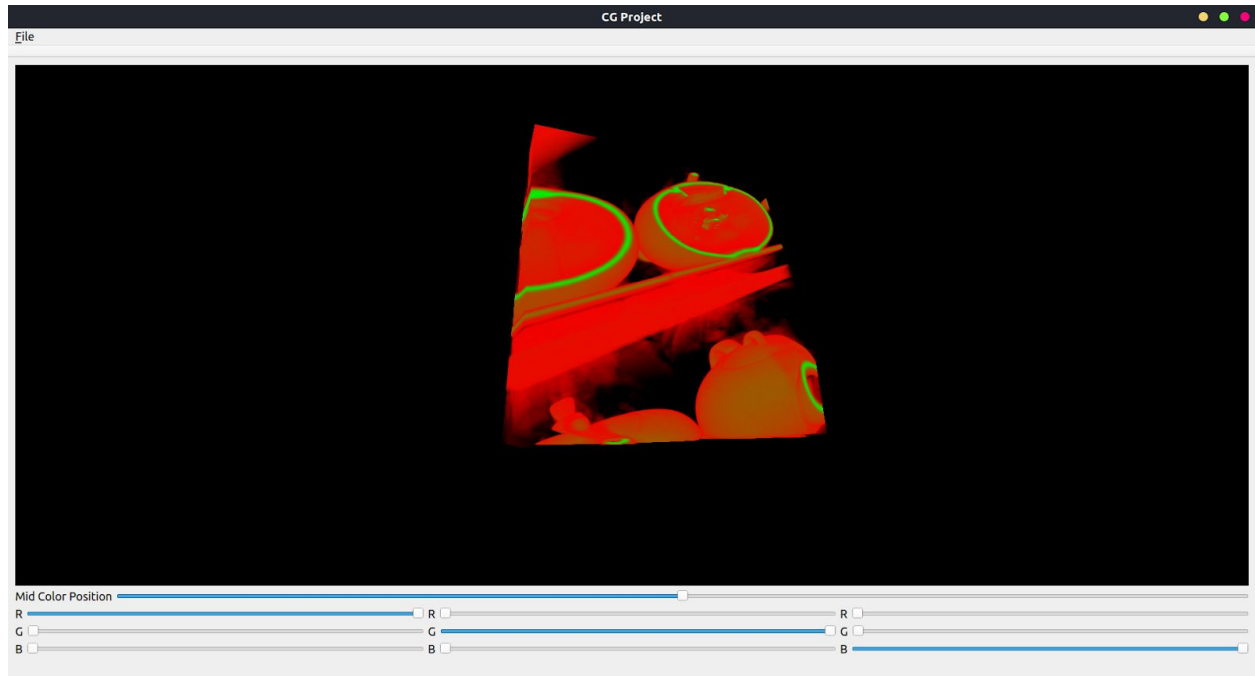 CG Project
File
Mid Color Position
R R R
G G G
B B B